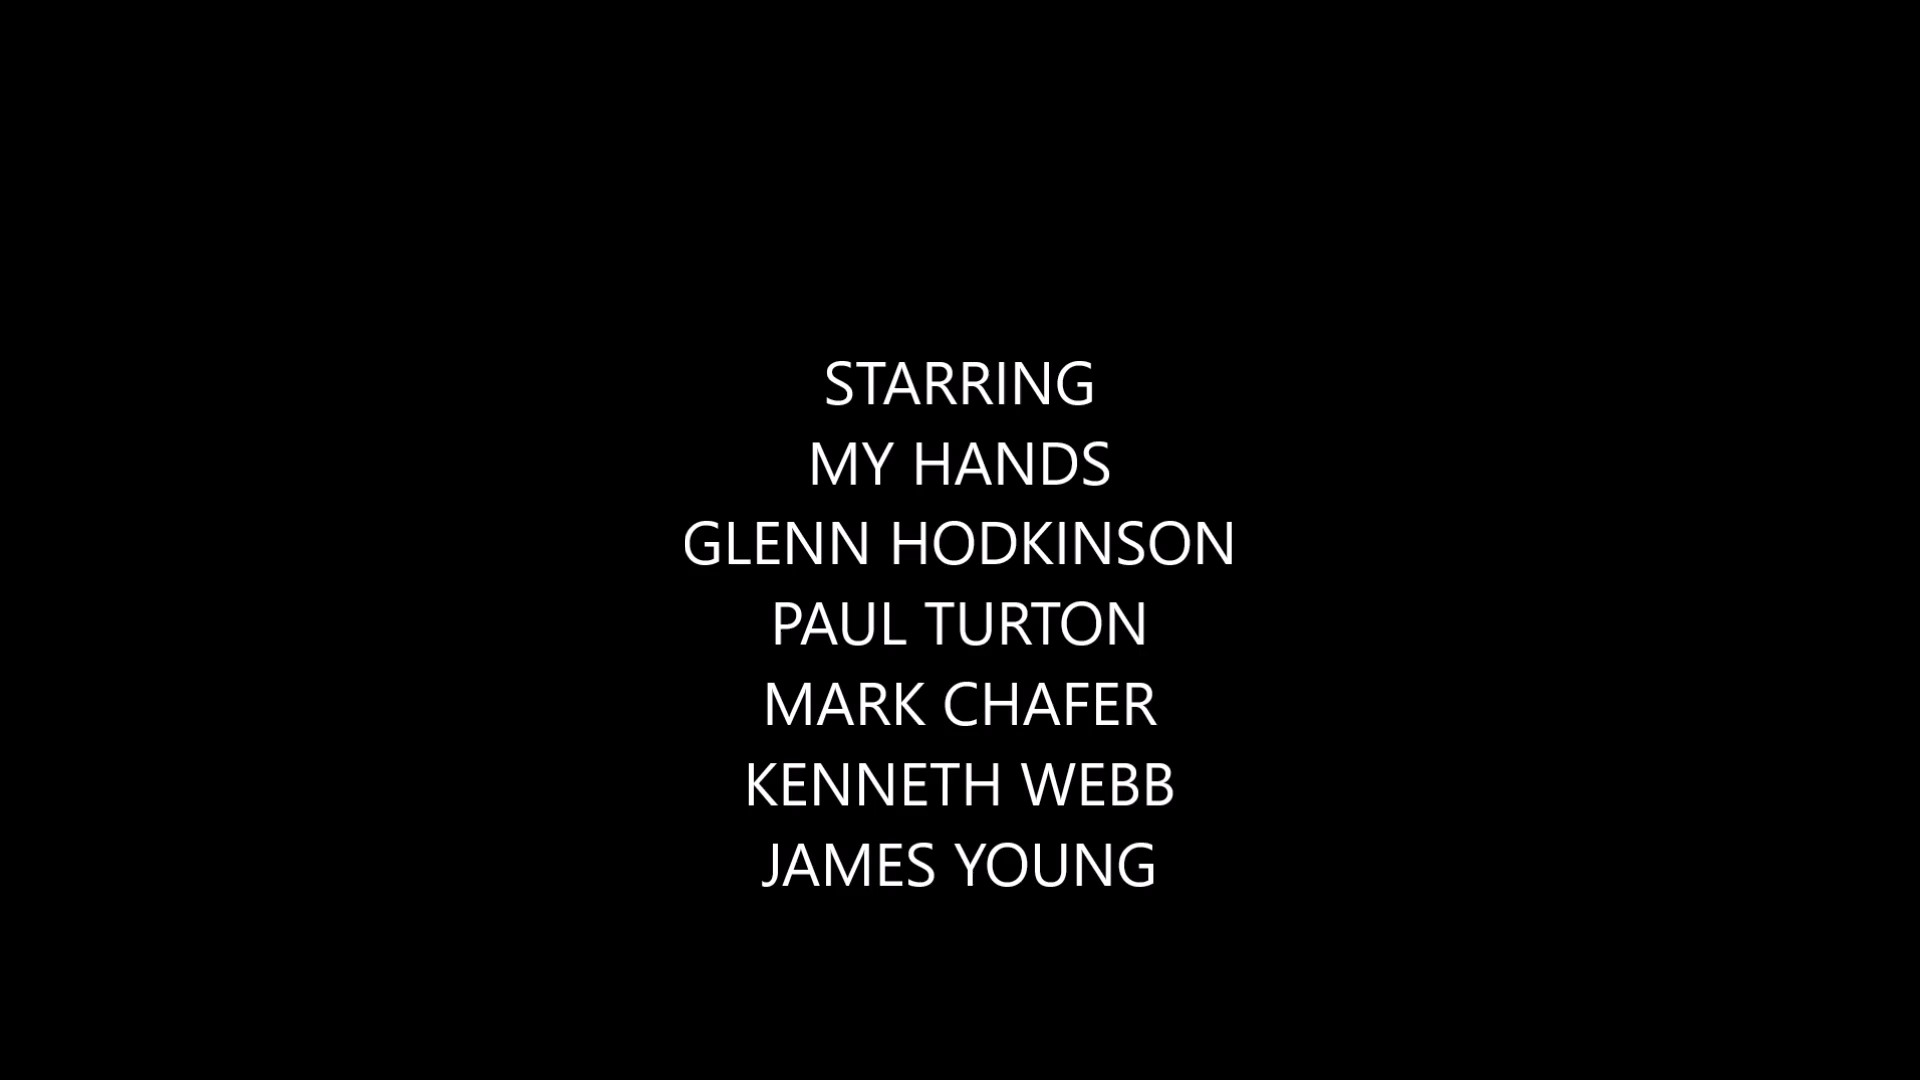 STARRING
MY HANDS
GLENN HODKINSON
PAUL TURTON
MARK CHAFER
KENNETH WEBB
JAMES YOUNG